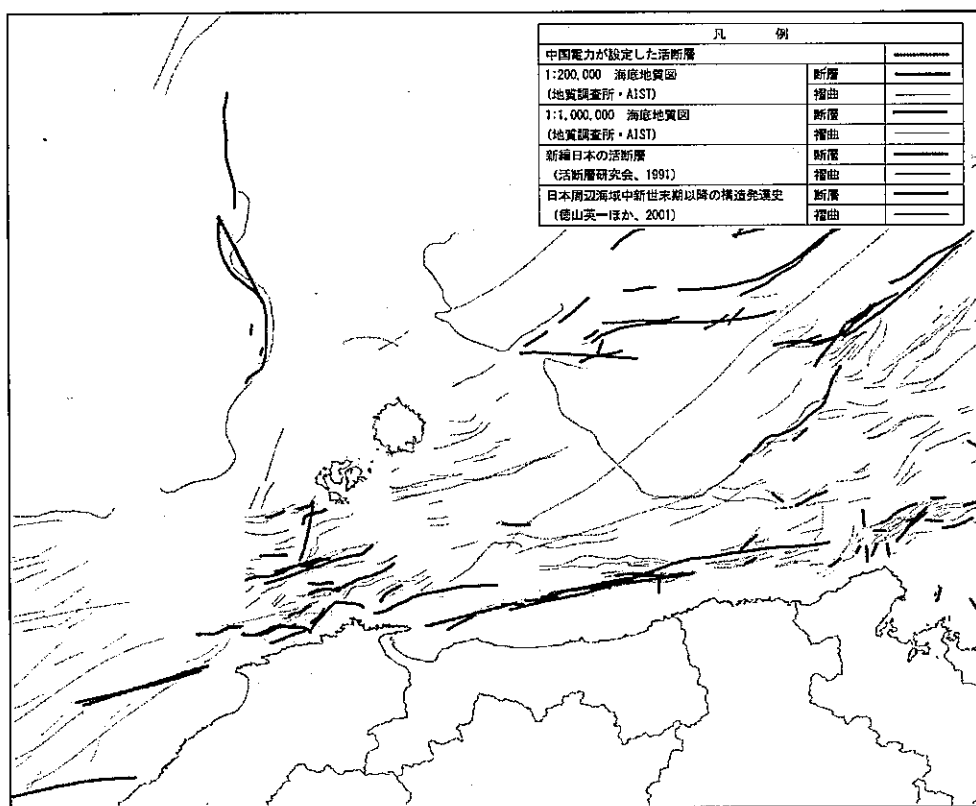 凡 例
中国電力が設定した活断層
1:200,000 海底地質図 断層
(地質調査所・AIST) 褶曲
1:1,000,000 海底地質図 断層
(地質調査所・AIST) 褶曲
新編日本の活断層 断層
(活断層研究会、1991) 褶曲
日本周辺海域中新世末期以降の構造発達史 断層
(徳山英一ほか、2001) 褶曲